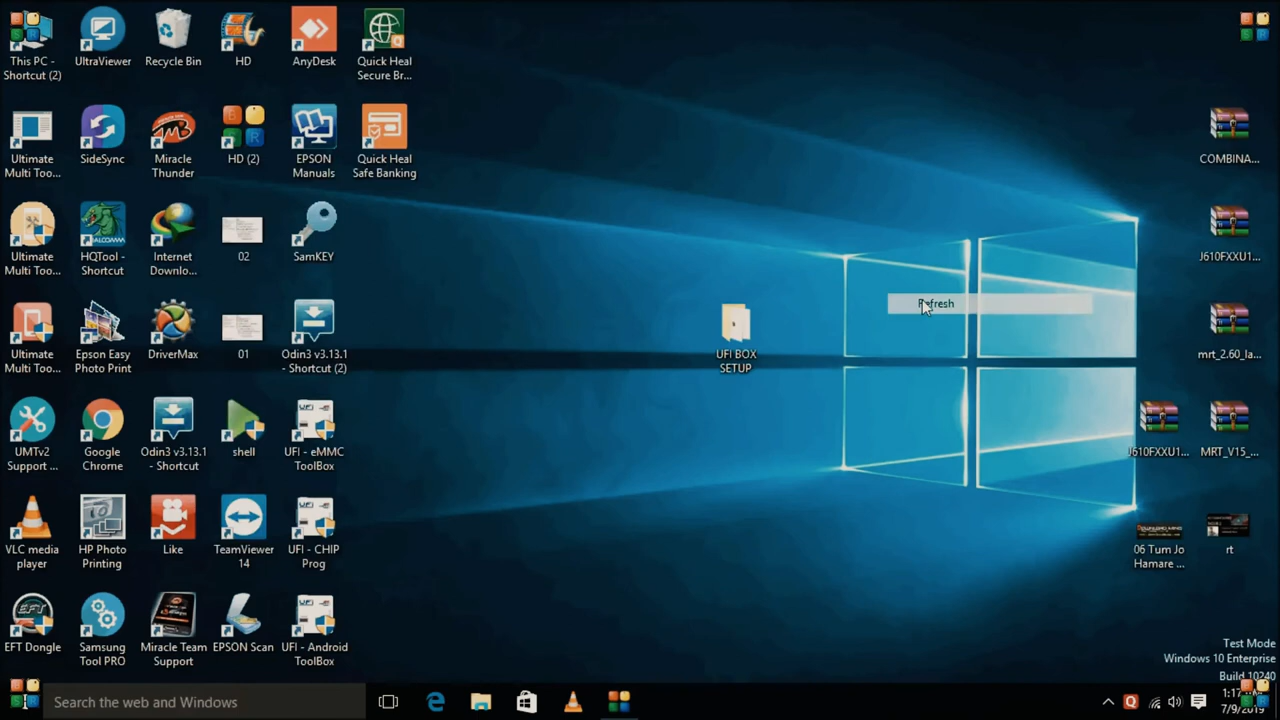 This PC -
Shortcut (2)
UltraViewer
Recycle Bin
HD
AnyDesk
Quick Heal
Secure Br...
Ultimate
Multi Too...
SideSync
Miracle
Thunder
HD (2)
EPSON
Manuals
Quick Heal
Safe Banking
COMBINA...
Ultimate
Multi Too...
HQTool -
Shortcut
Internet
Downlo...
02
SamKEY
J610FXXU1...
Refresh
Ultimate
Multi Too...
Epson Easy
Photo Print
DriverMax
01
Odin3 v3.13.1
- Shortcut (2)
UFI BOX
SETUP
mrt_2.60_la...
UMTv2
Support ...
Google
Chrome
Odin3 v3.13.1
- Shortcut
shell
UFI - eMMC
ToolBox
J610FXXU1...
MRT_V15_...
VLC media
player
HP Photo
Printing
Like
TeamViewer
14
UFI - CHIP
Prog
06 Tum Jo
Hamare ...
rt
EFT Dongle
Samsung
Tool PRO
Miracle Team
Support
EPSON Scan
UFI - Android
ToolBox
Test Mode
Windows 10 Enterprise
Build 10240
Search the web and Windows